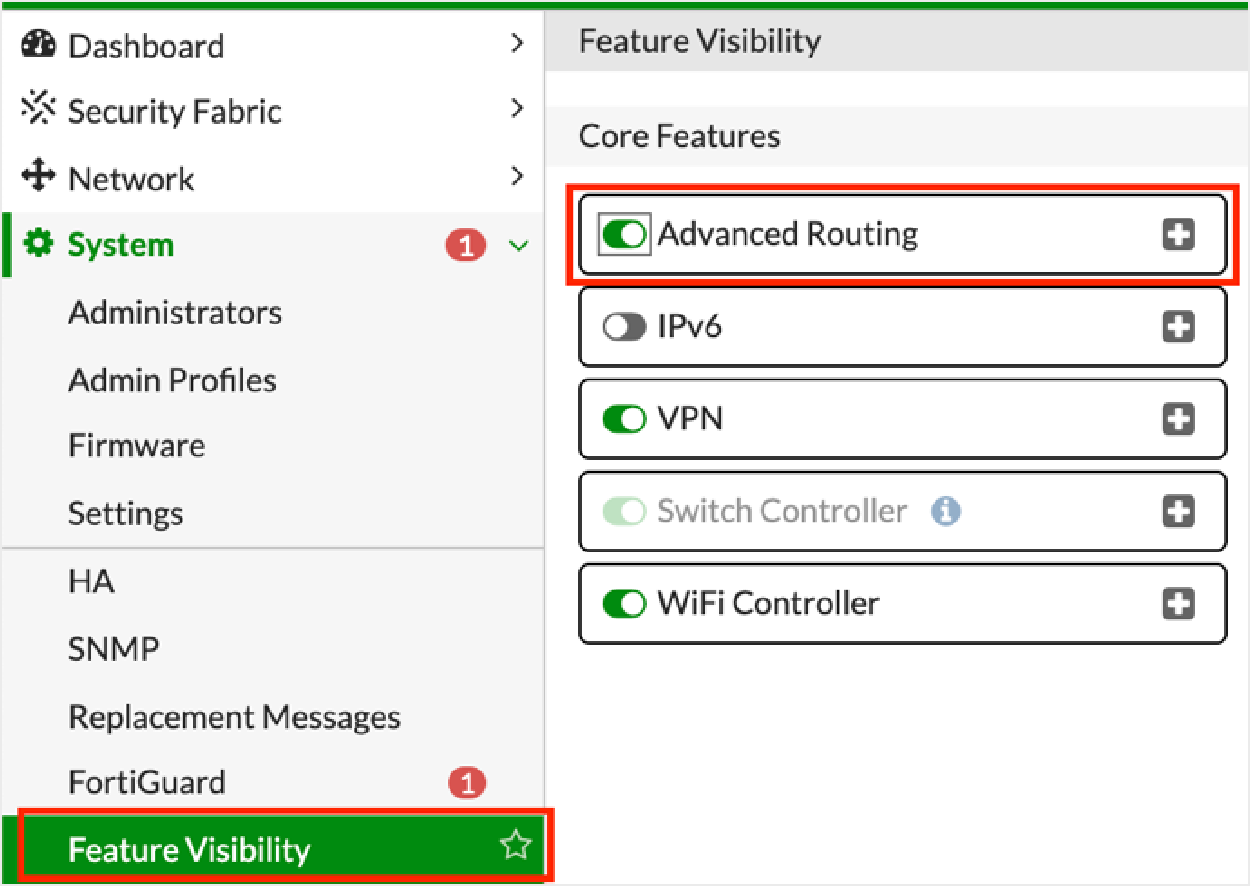 Dashboard
Security Fabric
Network
System 1
Administrators
Admin Profiles
Firmware
Settings
HA
SNMP
Replacement Messages
FortiGuard 1
Feature Visibility
Feature Visibility
Core Features
Advanced Routing
IPv6
VPN
Switch Controller
WiFi Controller